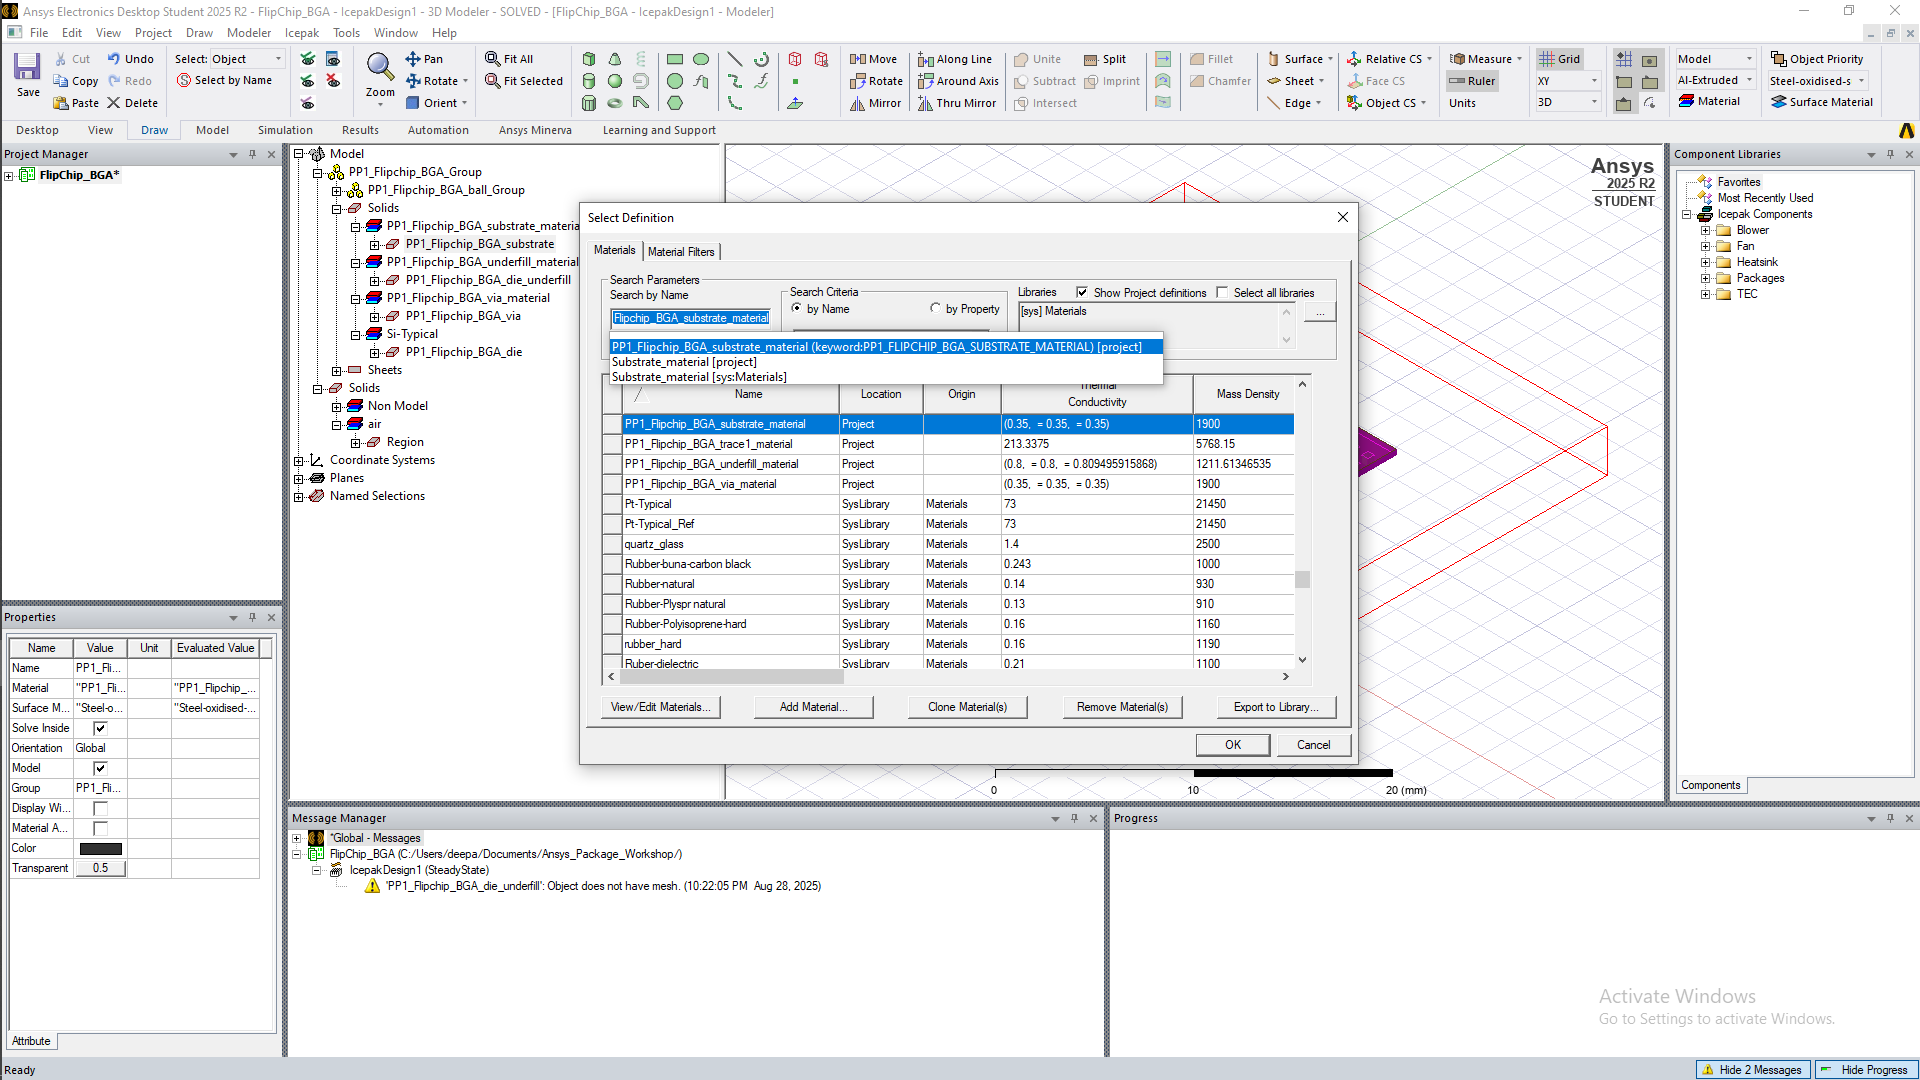 Ansys Electronics Desktop Student 2025 R2 - FlipChip_BGA - IcepakDesign1 - 3D Modeler - SOLVED - [FlipChip_BGA - IcepakDesign1 - Modeler]
File Edit View Project Draw Modeler Icepak Tools Window Help
Save Cut Copy Paste Undo Redo Delete
Select: Object
Select by Name
Zoom Pan Rotate Orient
Fit All
Fit Selected
Move Rotate Mirror
Along Line
Around Axis
Thru Mirror
Unite Subtract Intersect
Split Imprint
Fillet Chamfer
Surface Sheet Edge
Relative CS
Face CS
Object CS
Measure Ruler Units
Grid
XY
3D
Model
Al-Extruded
Material
Object Priority
Steel-oxidised-s
Surface Material
Desktop View Draw Model Simulation Results Automation Ansys Minerva Learning and Support
Project Manager
FlipChip_BGA*
Model
PP1_Flipchip_BGA_Group
PP1_Flipchip_BGA_ball_Group
Solids
PP1_Flipchip_BGA_substrate_materia
PP1_Flipchip_BGA_substrate
PP1_Flipchip_BGA_underfill_material
PP1_Flipchip_BGA_die_underfill
PP1_Flipchip_BGA_via_material
PP1_Flipchip_BGA_via
Si-Typical
PP1_Flipchip_BGA_die
Sheets
Solids
Non Model
air
Region
Coordinate Systems
Planes
Named Selections
Ansys
2025 R2
STUDENT
0 10 20 (mm)
Select Definition
Materials Material Filters
Search Parameters
Search by Name
Flipchip_BGA_substrate_material
Search Criteria
by Name by Property
Libraries Show Project definitions Select all libraries
[sys] Materials
...
PP1_Flipchip_BGA_substrate_material (keyword:PP1_FLIPCHIP_BGA_SUBSTRATE_MATERIAL) [project]
Substrate_material [project]
Substrate_material [sys:Materials]
Name Location Origin Thermal Conductivity Mass Density
PP1_Flipchip_BGA_substrate_material Project (0.35, = 0.35, = 0.35) 1900
PP1_Flipchip_BGA_trace1_material Project 213.3375 5768.15
PP1_Flipchip_BGA_underfill_material Project (0.8, = 0.8, = 0.809495915868) 1211.61346535
PP1_Flipchip_BGA_via_material Project (0.35, = 0.35, = 0.35) 1900
Pt-Typical SysLibrary Materials 73 21450
Pt-Typical_Ref SysLibrary Materials 73 21450
quartz_glass SysLibrary Materials 1.4 2500
Rubber-buna-carbon black SysLibrary Materials 0.243 1000
Rubber-natural SysLibrary Materials 0.14 930
Rubber-Plyspr natural SysLibrary Materials 0.13 910
Rubber-Polyisoprene-hard SysLibrary Materials 0.16 1160
rubber_hard SysLibrary Materials 0.16 1190
Ruber-dielectric SysLibrary Materials 0.21 1100
View/Edit Materials... Add Material... Clone Material(s) Remove Material(s) Export to Library...
OK Cancel
Component Libraries
Favorites
Most Recently Used
Icepak Components
Blower
Fan
Heatsink
Packages
TEC
Components
Properties
Name Value Unit Evaluated Value
Name PP1_Fli...
Material "PP1_Fli... "PP1_Flipchip_...
Surface M... "Steel-o... "Steel-oxidised-...
Solve Inside
Orientation Global
Model
Group PP1_Fli...
Display Wi...
Material A...
Color
Transparent 0.5
Attribute
Message Manager
*Global - Messages
FlipChip_BGA (C:/Users/deepa/Documents/Ansys_Package_Workshop/)
IcepakDesign1 (SteadyState)
'PP1_Flipchip_BGA_die_underfill': Object does not have mesh. (10:22:05 PM Aug 28, 2025)
Progress
Activate Windows
Go to Settings to activate Windows.
Ready
Hide 2 Messages Hide Progress